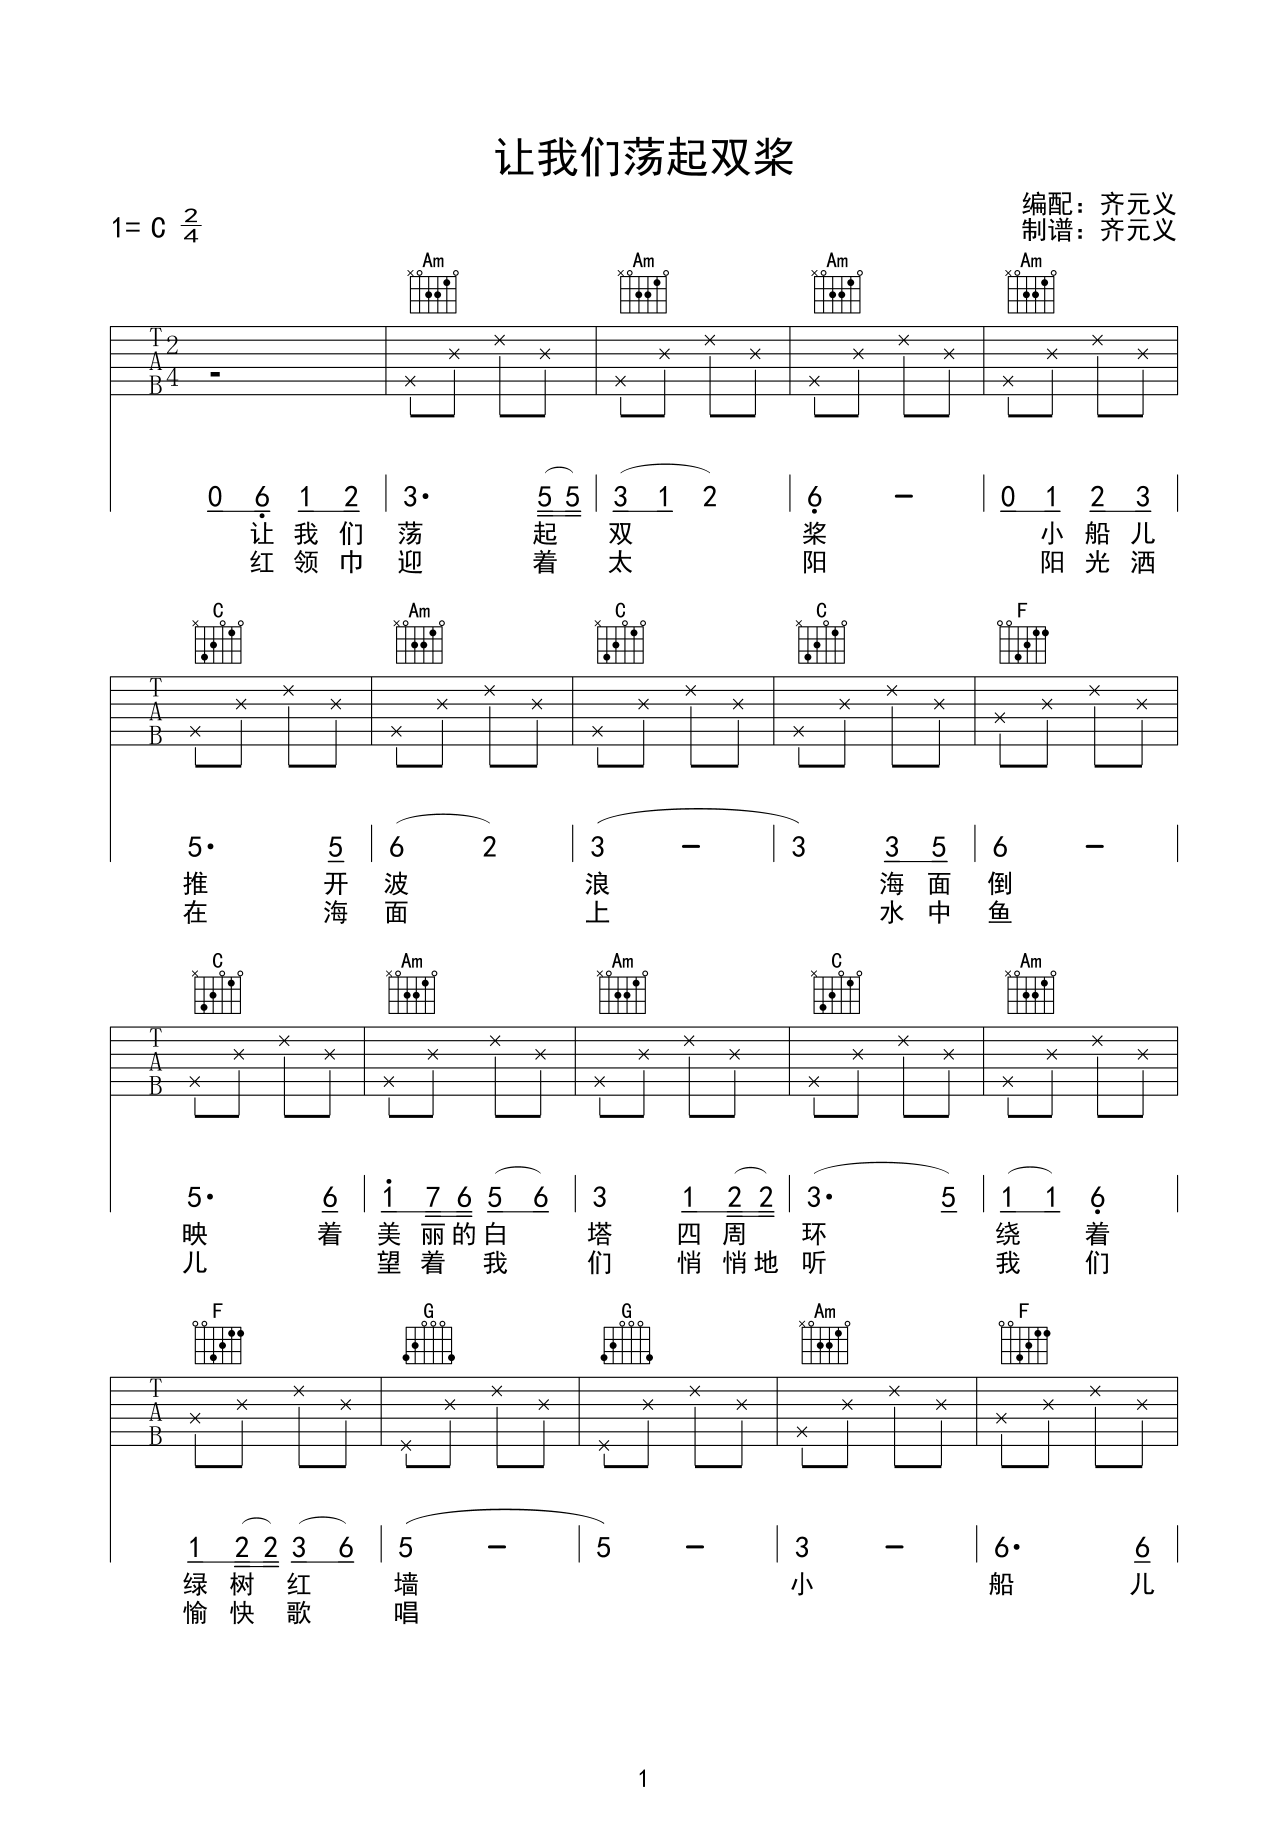 让我们荡起双桨
编配：齐元义
1= C 2/4
制谱：齐元义
Am Am Am Am
T A B 2 4
0 6 1 2 3· 5 5 3 1 2 6 - 0 1 2 3
让 我 们 荡 起 双 桨 小 船 儿
红 领 巾 迎 着 太 阳 阳 光 洒
C Am C C F
T A B
5· 5 6 2 3 - 3 3 5 6 -
推 开 波 浪 海 面 倒
在 海 面 上 水 中 鱼
C Am Am C Am
T A B
5· 6 1 7 6 5 6 3 1 2 2 3· 5 1 1 6
映 着 美 丽 的 白 塔 四 周 环 绕 着
儿 望 着 我 们 悄 悄 地 听 我 们
F G G Am F
T A B
1 2 2 3 6 5 - 5 - 3 - 6· 6
绿 树 红 墙 小 船 儿
愉 快 歌 唱
1